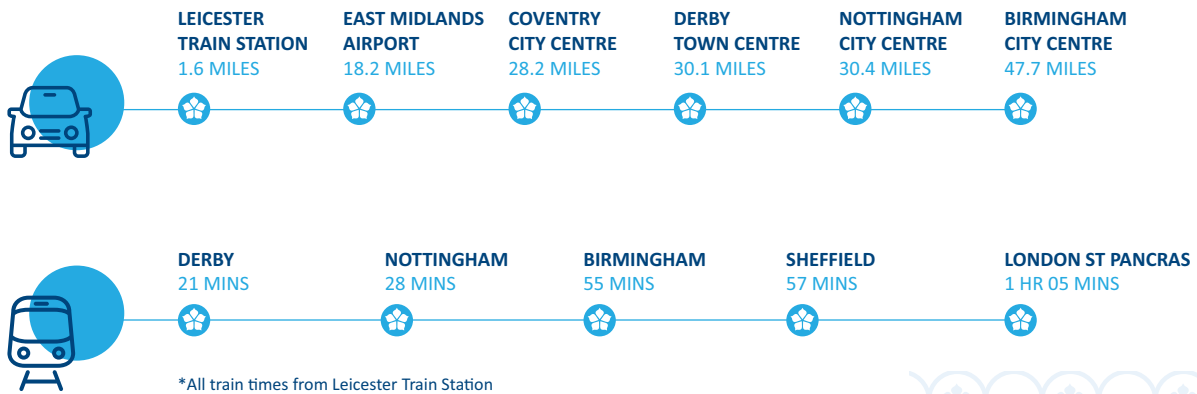 LEICESTER
TRAIN STATION
1.6 MILES
EAST MIDLANDS
AIRPORT
18.2 MILES
COVENTRY
CITY CENTRE
28.2 MILES
DERBY
TOWN CENTRE
30.1 MILES
NOTTINGHAM
CITY CENTRE
30.4 MILES
BIRMINGHAM
CITY CENTRE
47.7 MILES
DERBY
21 MINS
NOTTINGHAM
28 MINS
BIRMINGHAM
55 MINS
SHEFFIELD
57 MINS
LONDON ST PANCRAS
1 HR 05 MINS
*All train times from Leicester Train Station